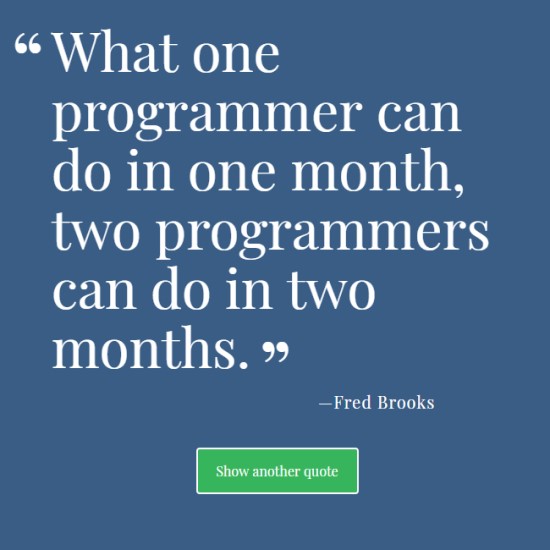 “ What one
programmer can
do in one month,
two programmers
can do in two
months. ”
—Fred Brooks
Show another quote